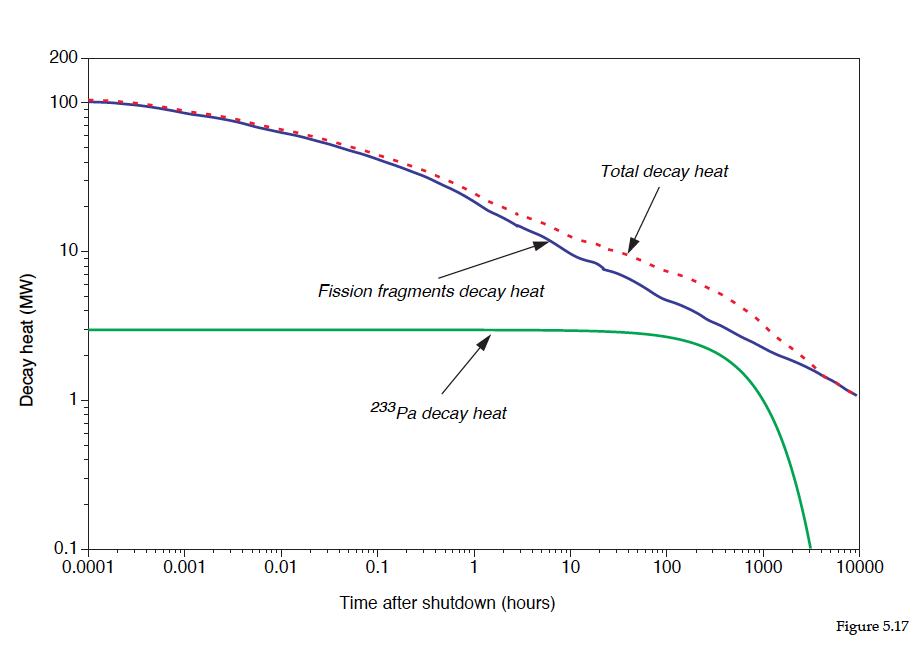 200
100
10
1
0.1
Decay heat (MW)
Total decay heat
Fission fragments decay heat
233Pa decay heat
0.0001 0.001 0.01 0.1 1 10 100 1000 10000
Time after shutdown (hours)
Figure 5.17